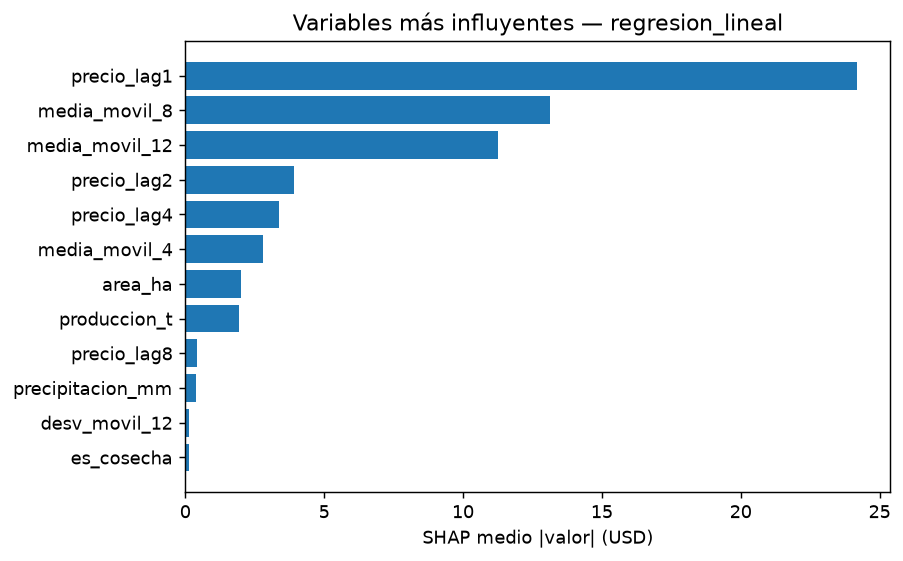 Variables más influyentes — regresion_lineal
precio_lag1
media_movil_8
media_movil_12
precio_lag2
precio_lag4
media_movil_4
area_ha
produccion_t
precio_lag8
precipitacion_mm
desv_movil_12
es_cosecha
0 5 10 15 20 25
SHAP medio |valor| (USD)